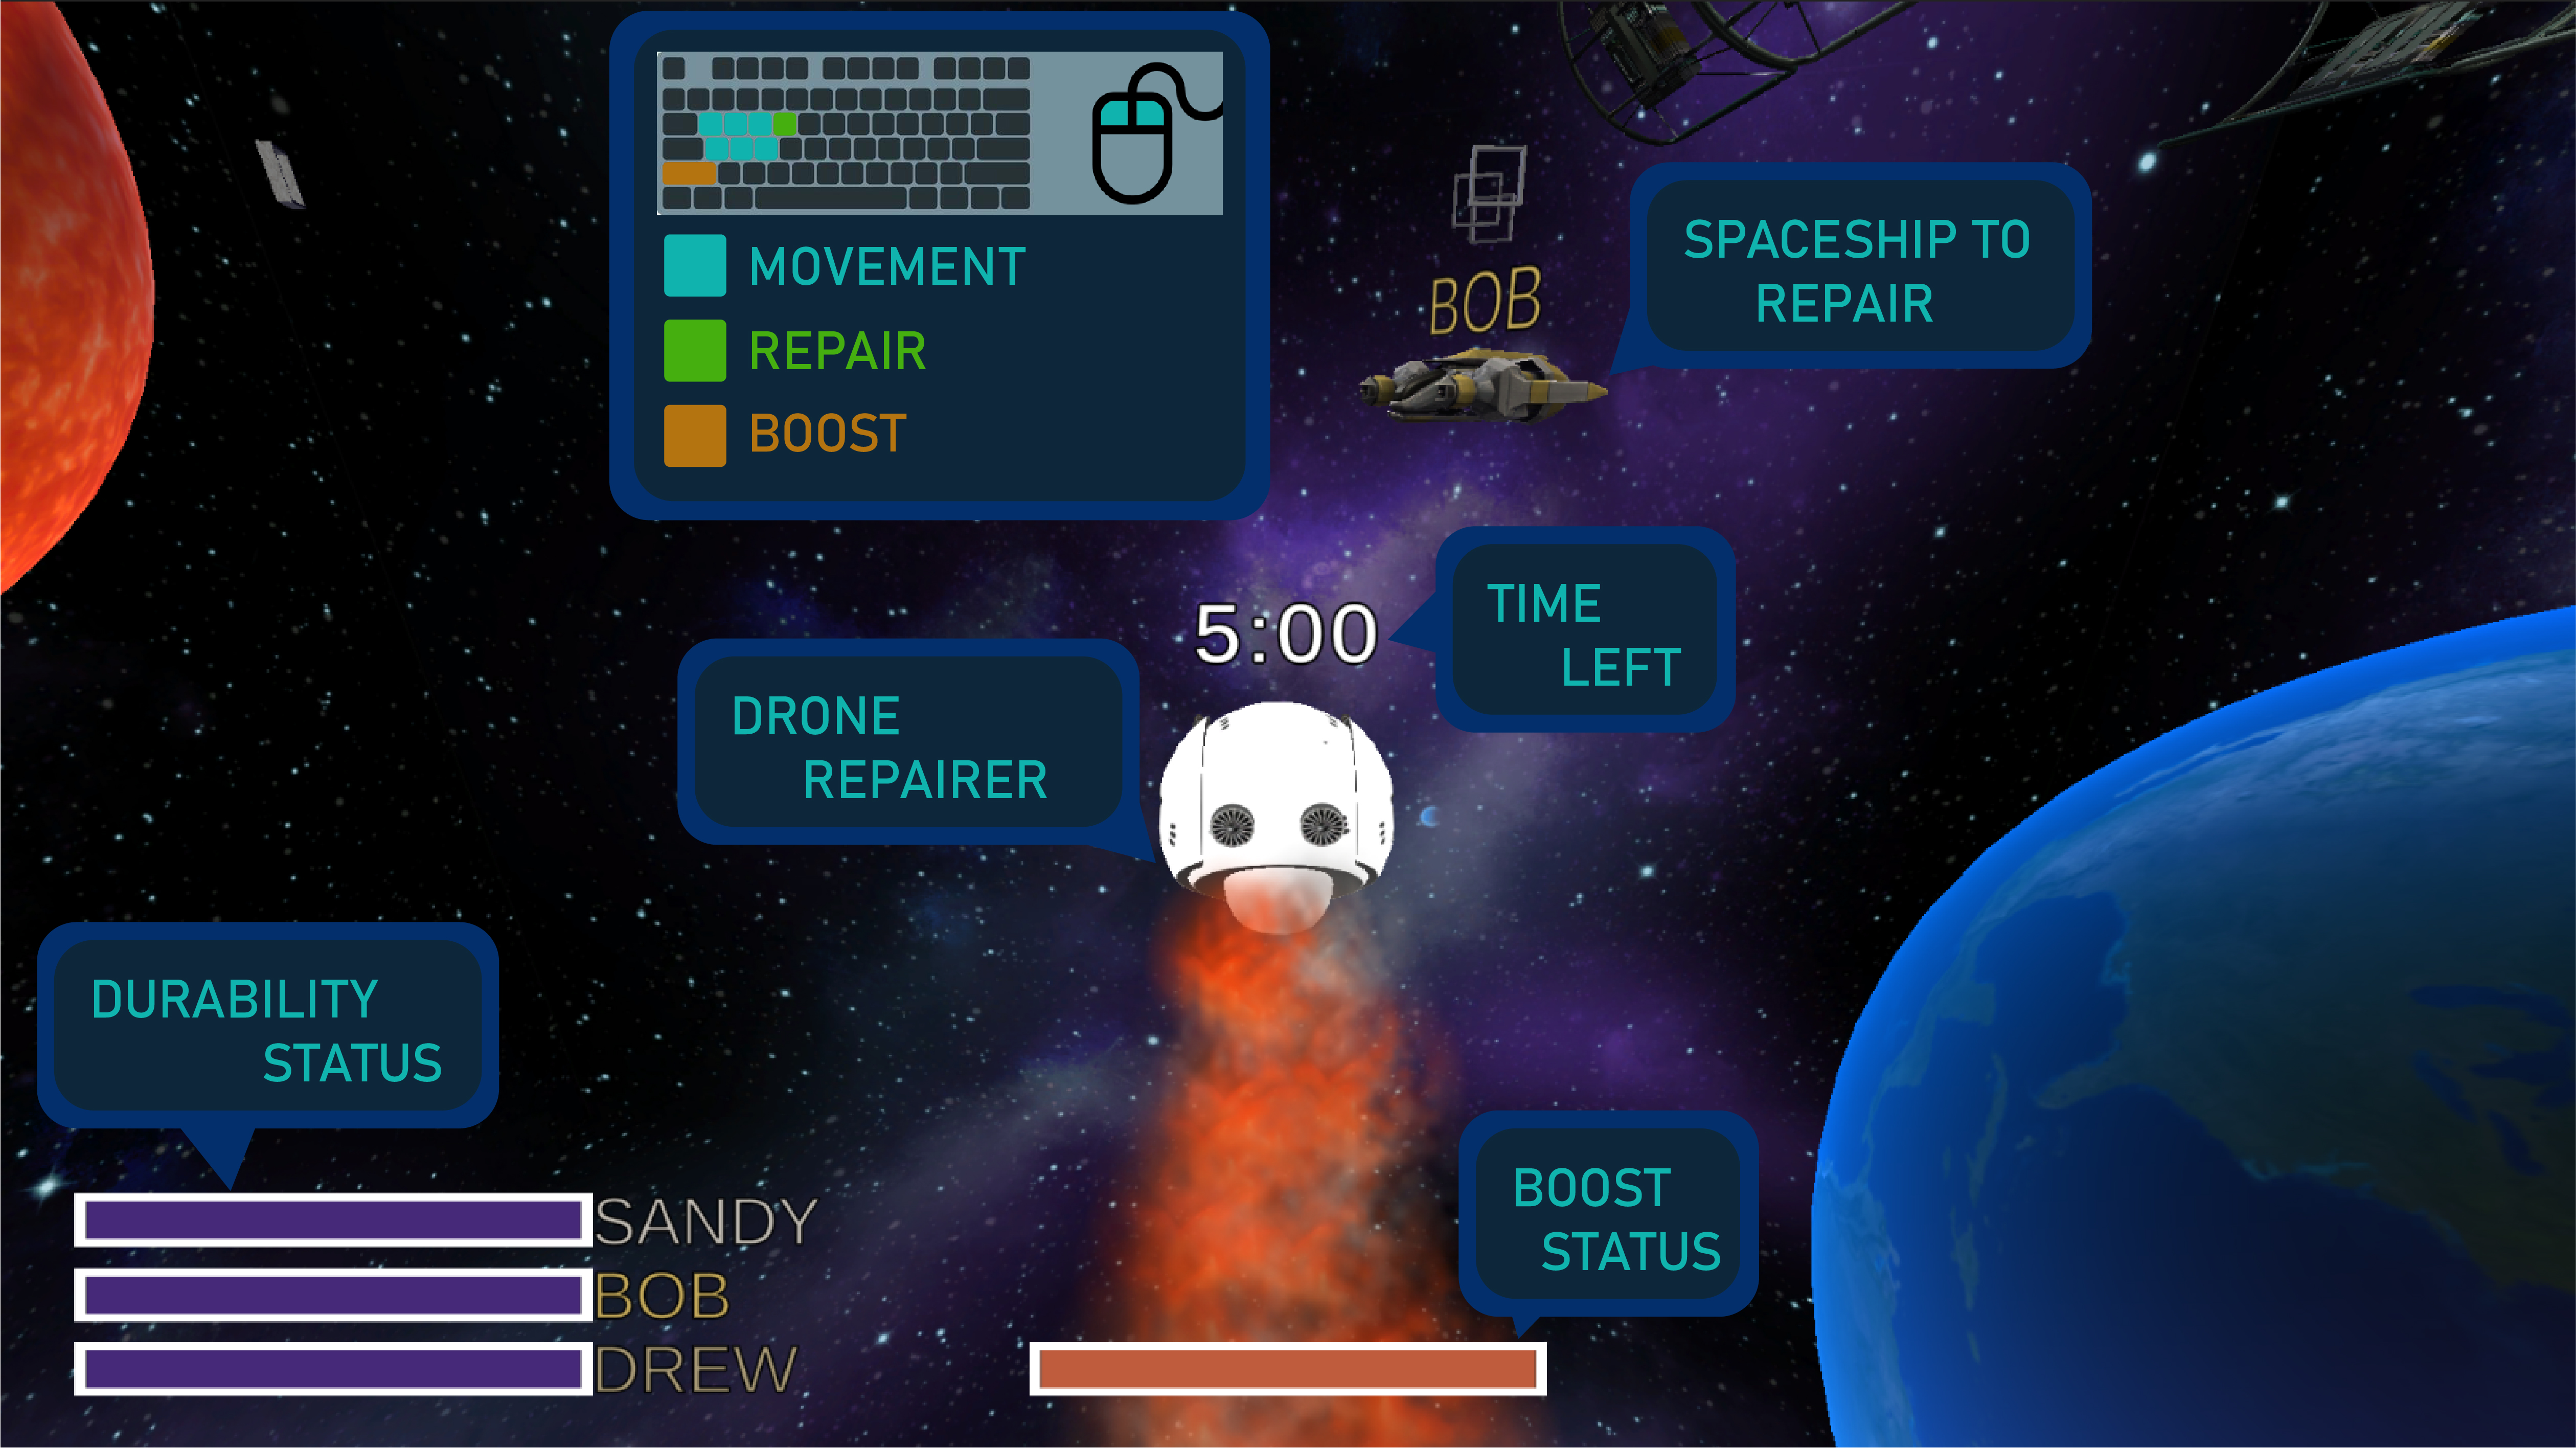 MOVEMENT
REPAIR
BOOST
SPACESHIP TO
REPAIR
BOB
5:00
TIME
LEFT
DRONE
REPAIRER
DURABILITY
STATUS
SANDY
BOB
DREW
BOOST
STATUS